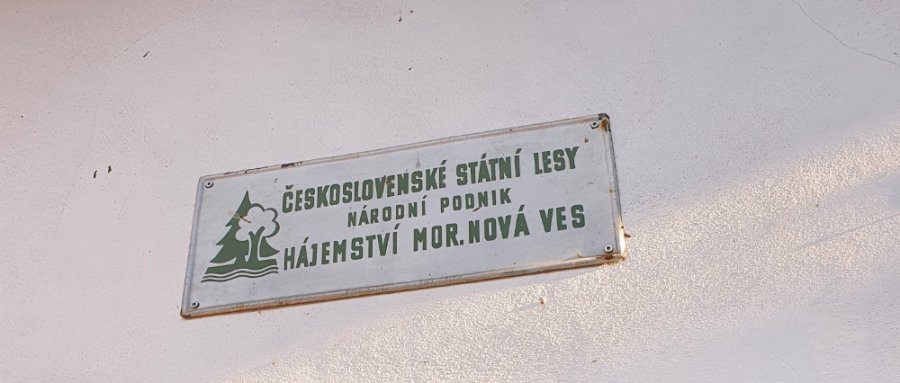 ČESKOSLOVENSKÉ STÁTNÍ LESY
NÁRODNÍ PODNIK
HÁJEMSTVÍ MOR. NOVÁ VES